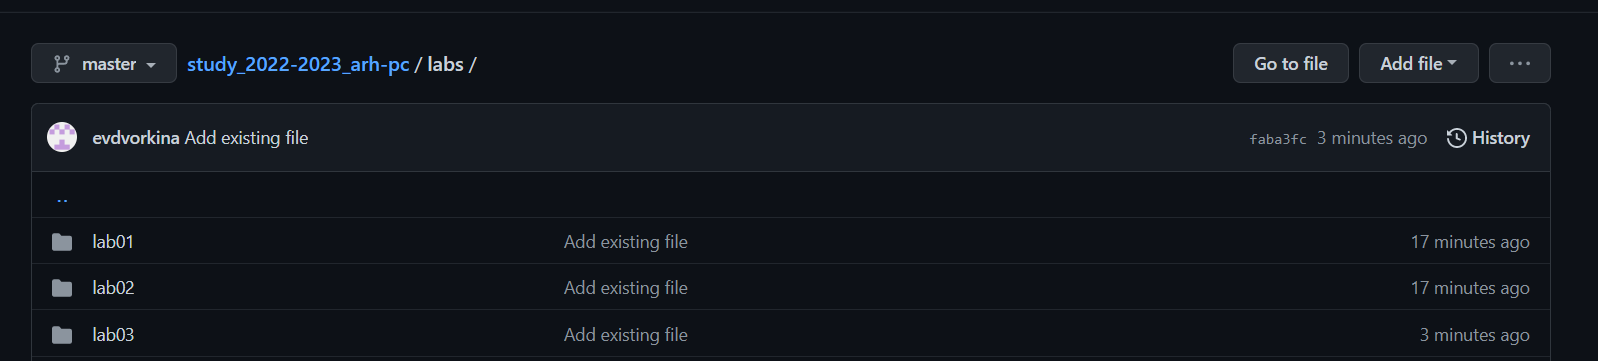 master study_2022-2023_arh-pc / labs / Go to file Add file ...
evdvorkina Add existing file faba3fc 3 minutes ago History
..
lab01 Add existing file 17 minutes ago
lab02 Add existing file 17 minutes ago
lab03 Add existing file 3 minutes ago